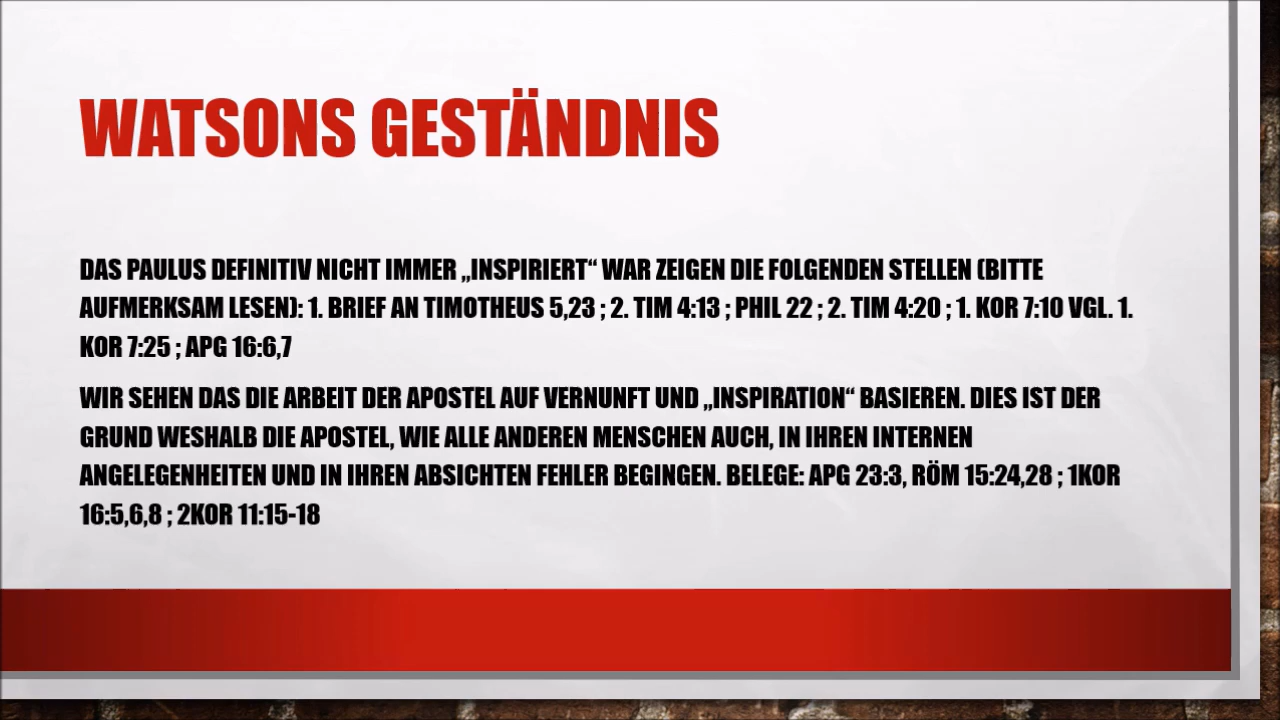 WATSONS GESTÄNDNIS
DAS PAULUS DEFINITIV NICHT IMMER „INSPIRIERT“ WAR ZEIGEN DIE FOLGENDEN STELLEN (BITTE
AUFMERKSAM LESEN): 1. BRIEF AN TIMOTHEUS 5,23 ; 2. TIM 4:13 ; PHIL 22 ; 2. TIM 4:20 ; 1. KOR 7:10 VGL. 1.
KOR 7:25 ; APG 16:6,7
WIR SEHEN DAS DIE ARBEIT DER APOSTEL AUF VERNUNFT UND „INSPIRATION“ BASIEREN. DIES IST DER
GRUND WESHALB DIE APOSTEL, WIE ALLE ANDEREN MENSCHEN AUCH, IN IHREN INTERNEN
ANGELEGENHEITEN UND IN IHREN ABSICHTEN FEHLER BEGINGEN. BELEGE: APG 23:3, RÖM 15:24,28 ; 1KOR
16:5,6,8 ; 2KOR 11:15-18